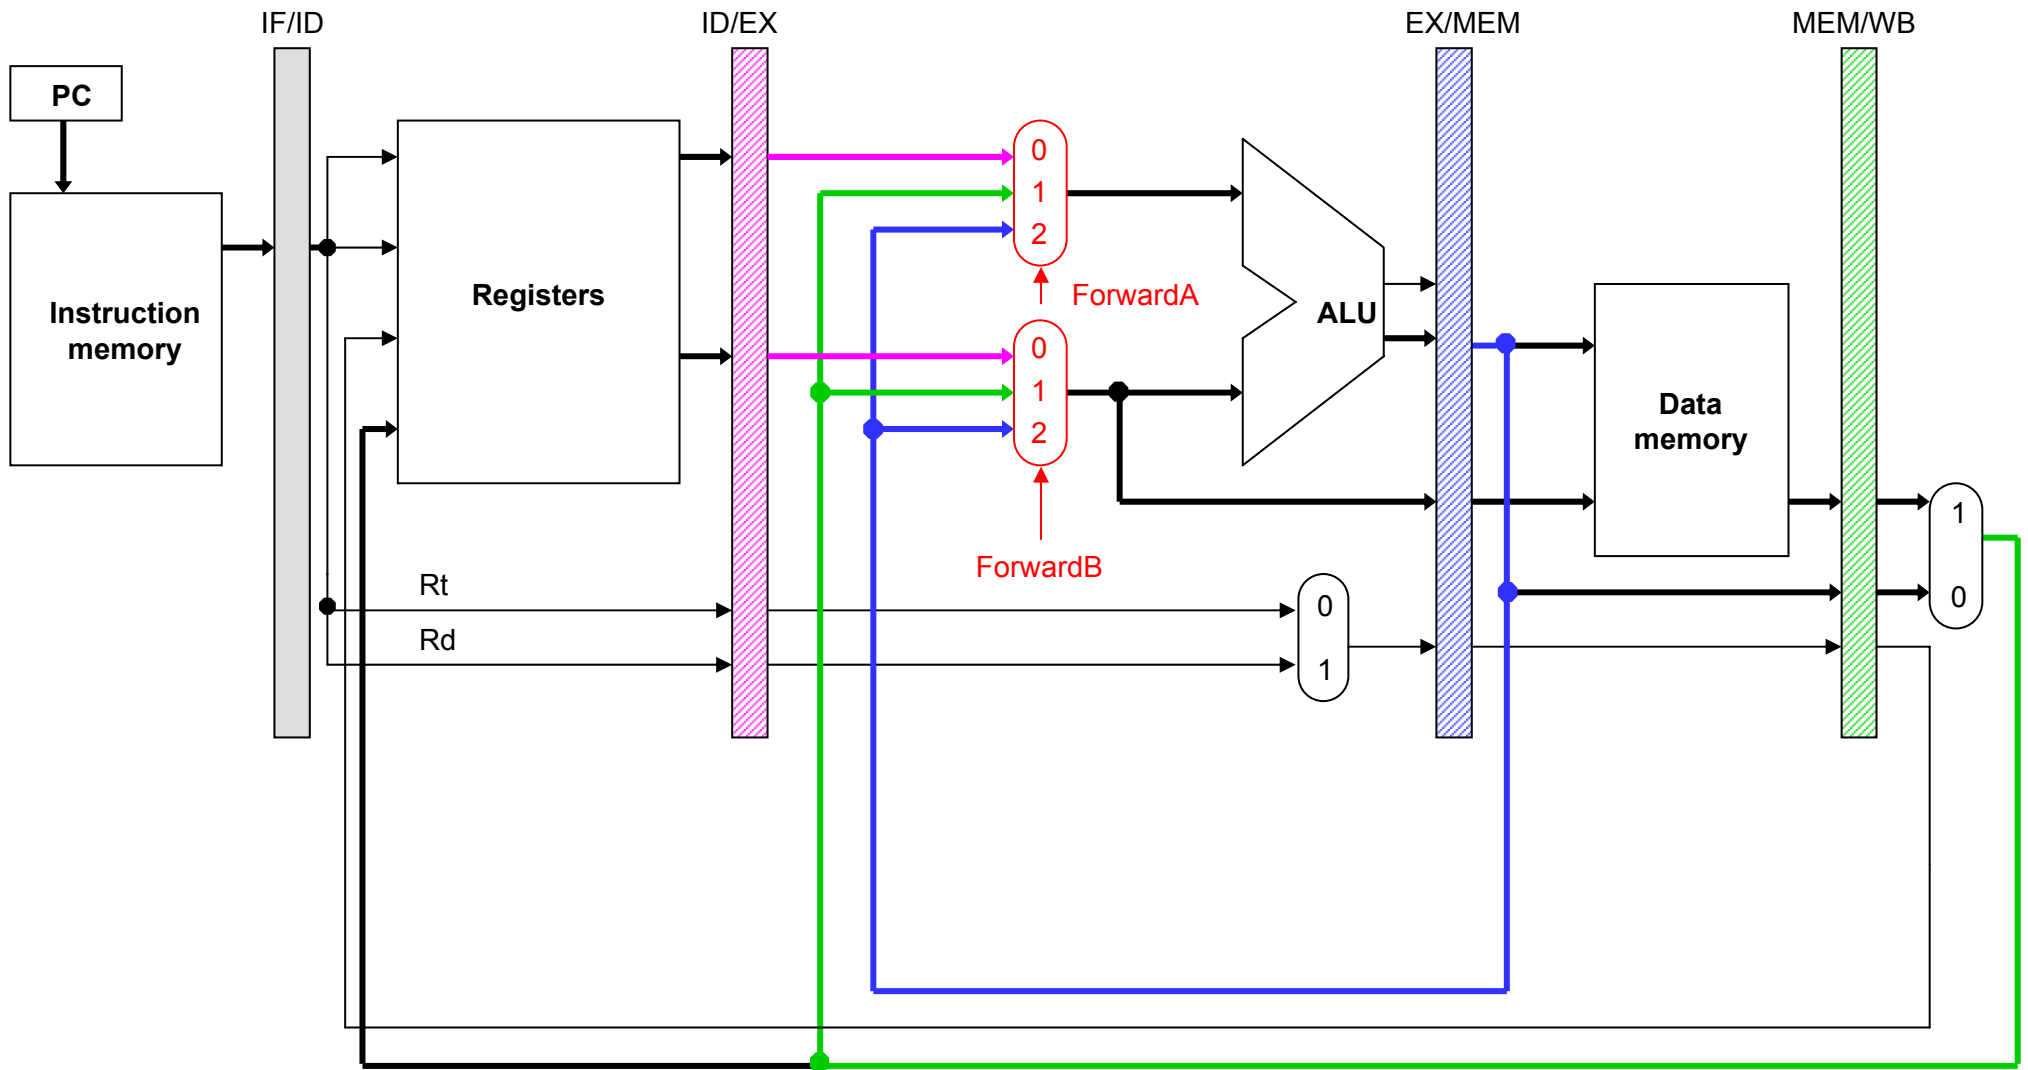 IF/ID
ID/EX
EX/MEM
MEM/WB
PC
0
1
2
ForwardA
Registers
Instruction
memory
ALU
0
1
2
Data
memory
1
0
ForwardB
Rt
Rd
0
1